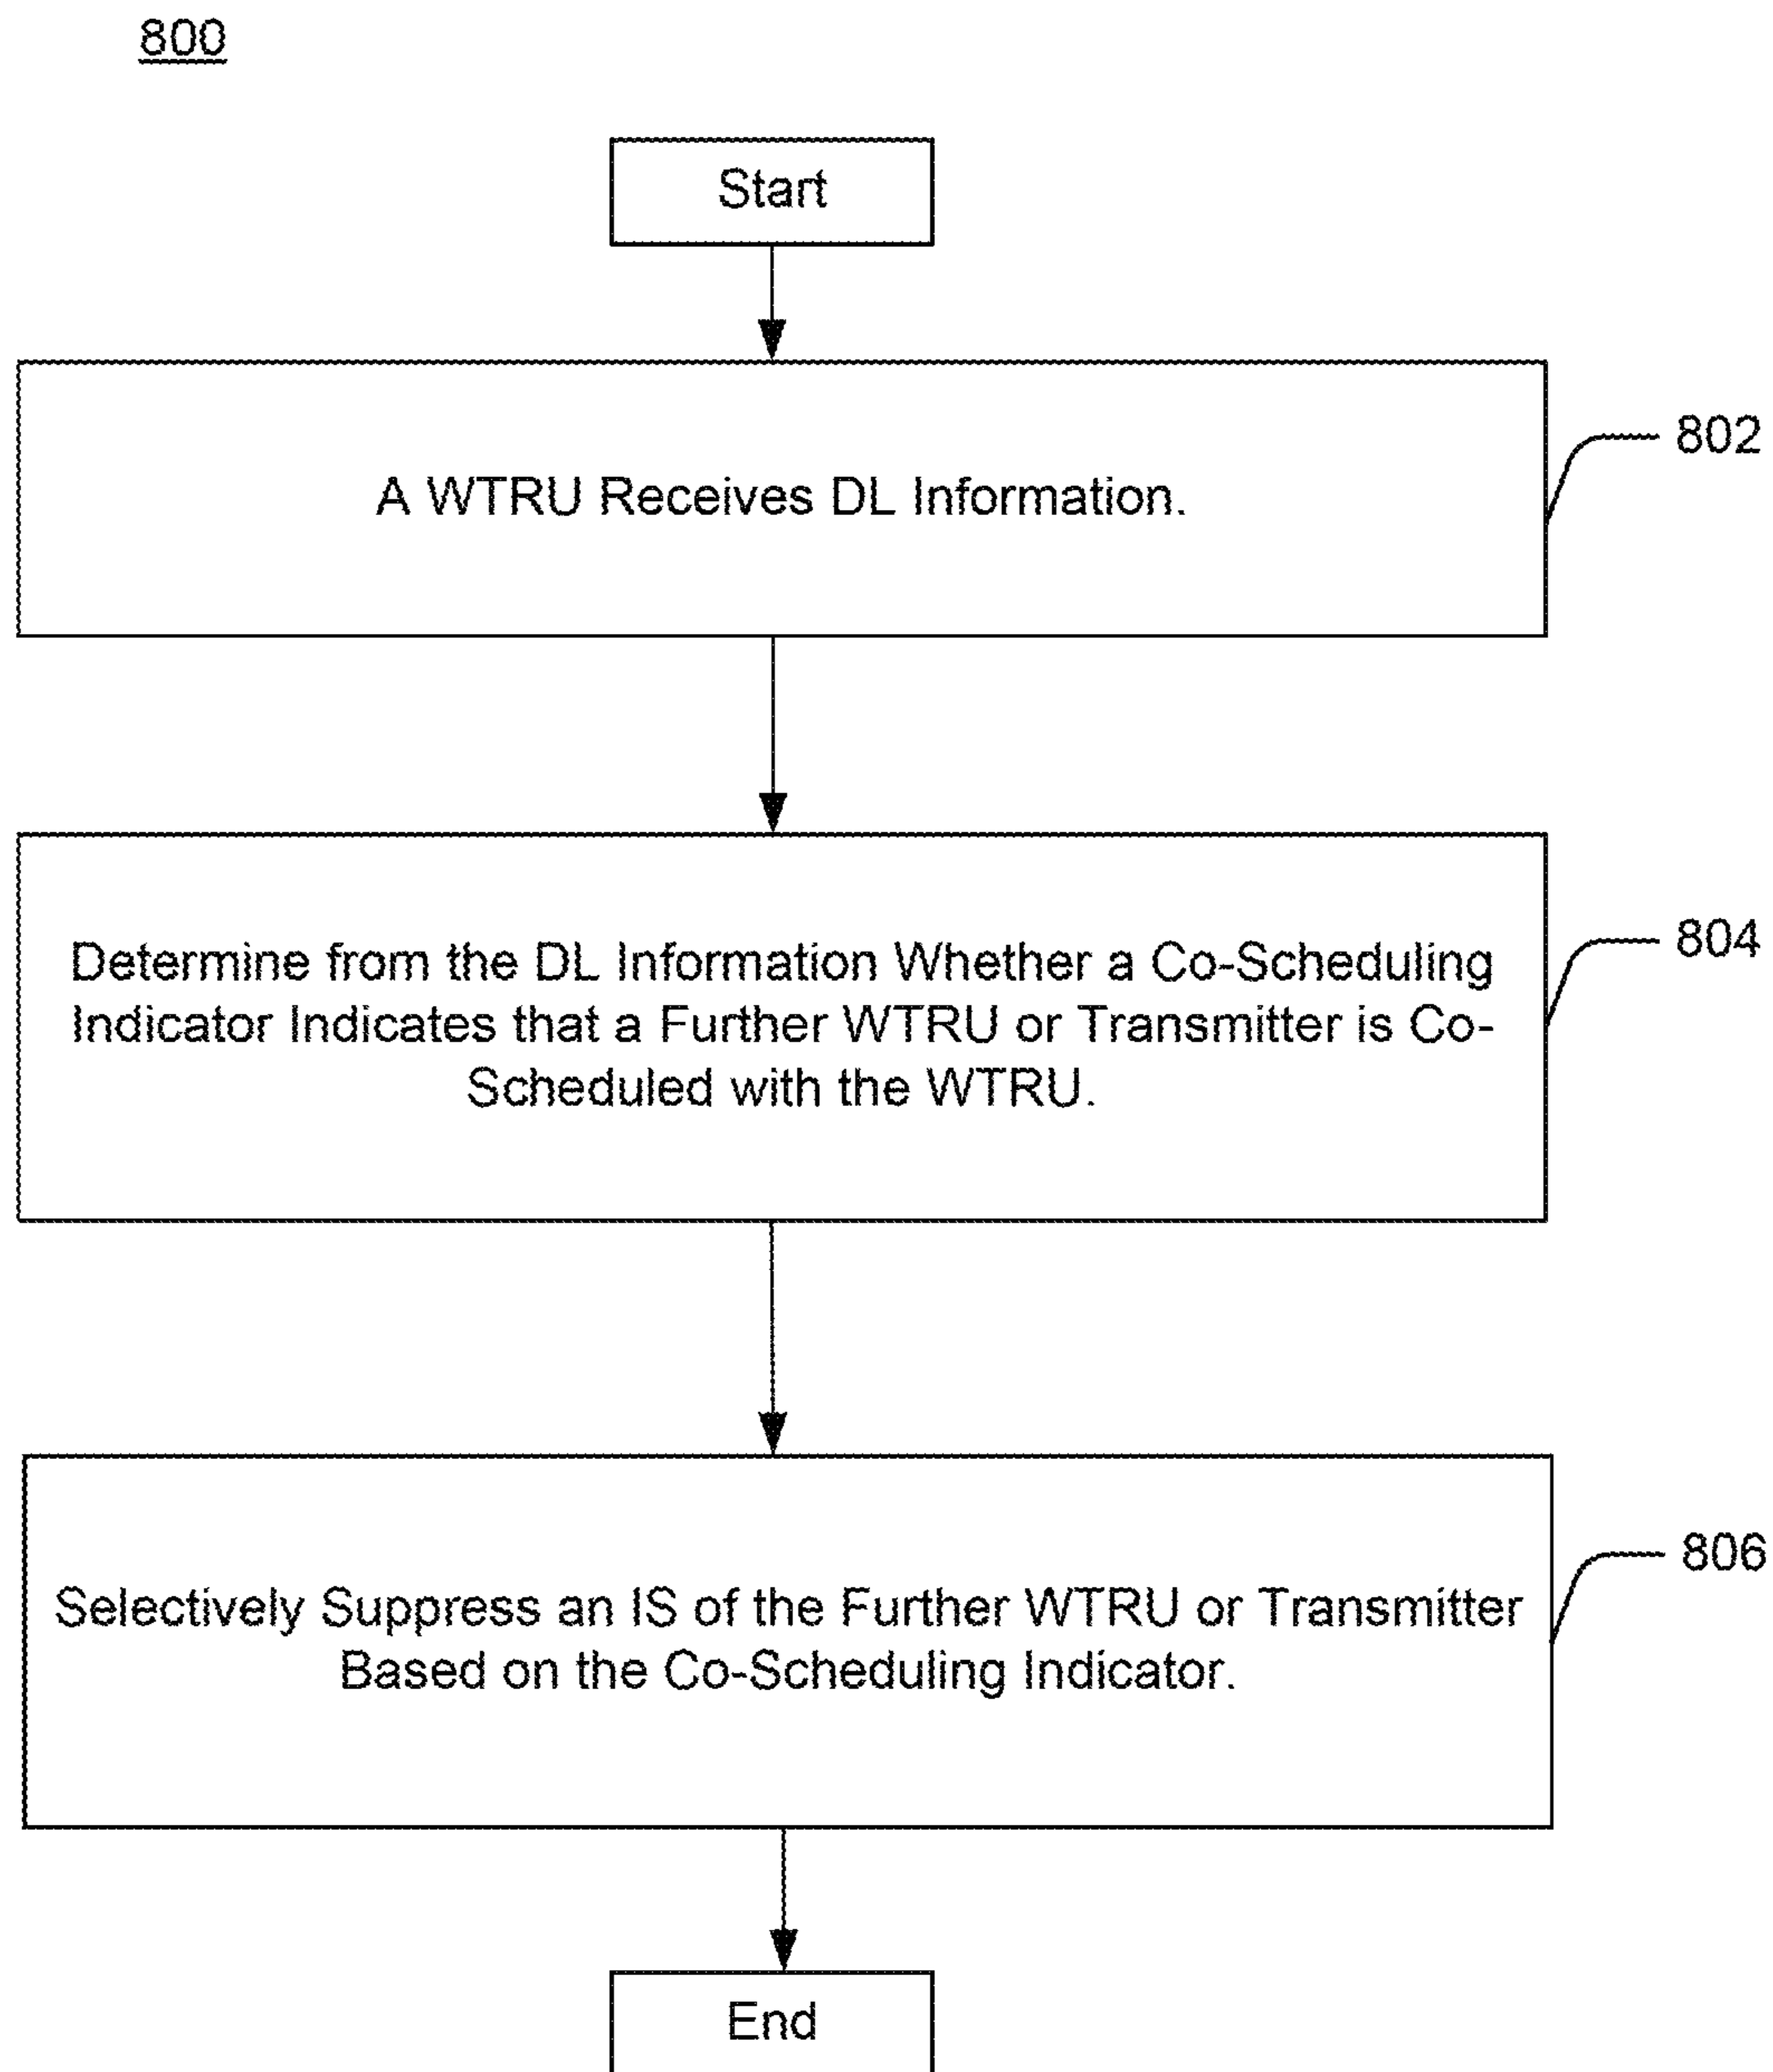 800
Start
A WTRU Receives DL Information.
802
Determine from the DL Information Whether a Co-Scheduling
Indicator Indicates that a Further WTRU or Transmitter is Co-
Scheduled with the WTRU.
804
Selectively Suppress an IS of the Further WTRU or Transmitter
Based on the Co-Scheduling Indicator.
806
End